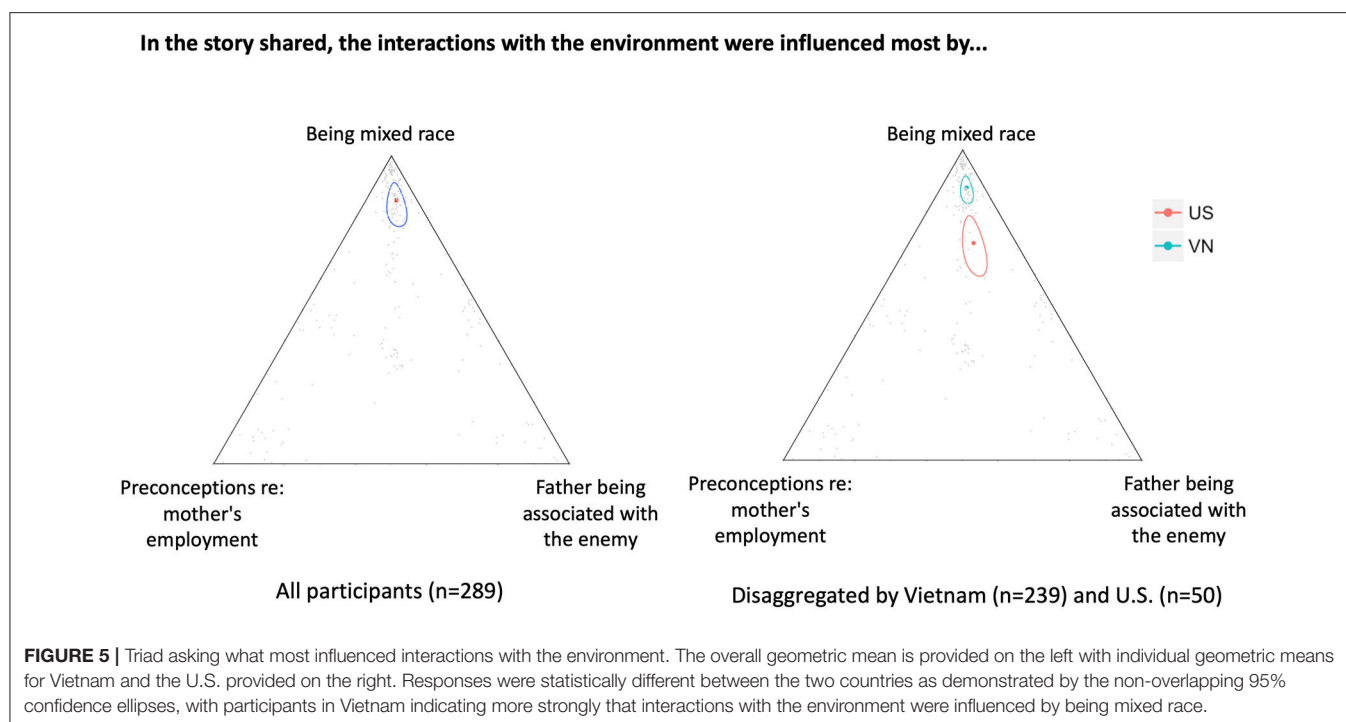 In the story shared, the interactions with the environment were influenced most by...
Being mixed race
Preconceptions re:
mother's
employment
Father being
associated with
the enemy
All participants (n=289)
Being mixed race
US
VN
Preconceptions re:
mother's
employment
Father being
associated with
the enemy
Disaggregated by Vietnam (n=239) and U.S. (n=50)
FIGURE 5 | Triad asking what most influenced interactions with the environment. The overall geometric mean is provided on the left with individual geometric means
for Vietnam and the U.S. provided on the right. Responses were statistically different between the two countries as demonstrated by the non-overlapping 95%
confidence ellipses, with participants in Vietnam indicating more strongly that interactions with the environment were influenced by being mixed race.